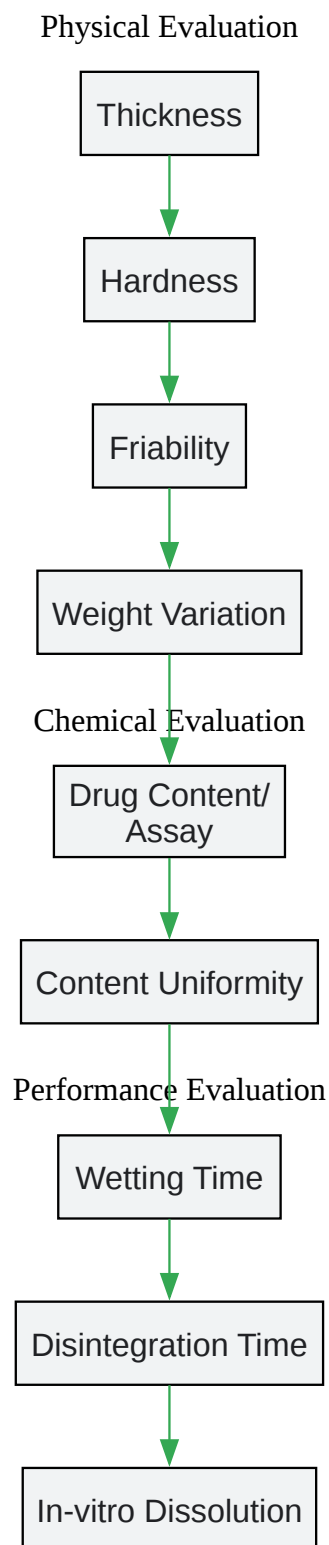 Physical Evaluation
Thickness
Hardness
Friability
Weight Variation
Chemical Evaluation
Drug Content/
Assay
Content Uniformity
Performance Evaluation
Wetting Time
Disintegration Time
In-vitro Dissolution